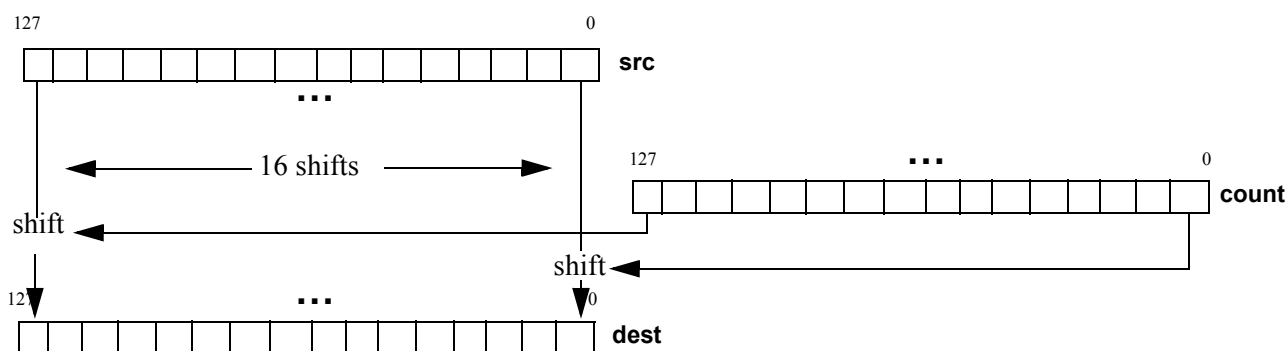 127 0
src
...
16 shifts
127 ... 0
count
shift
shift
127 ... 0
dest